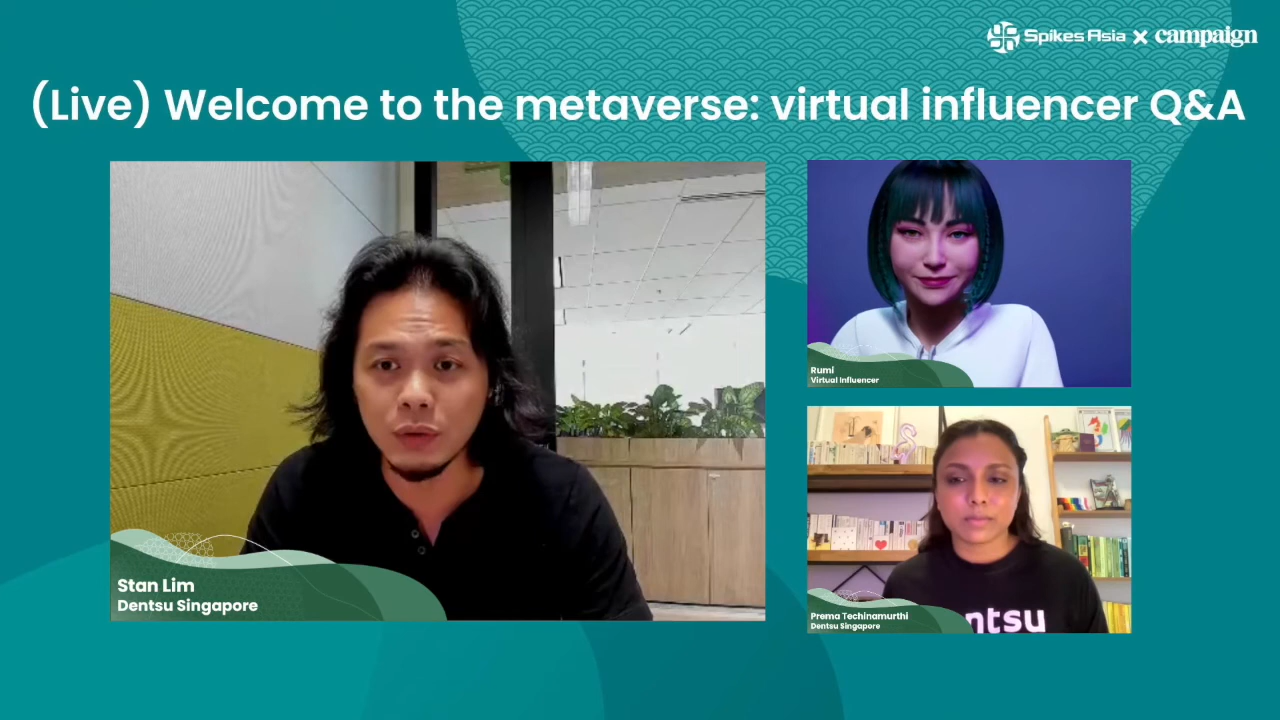 Spikes Asia x campaign
(Live) Welcome to the metaverse: virtual influencer Q&A
Stan Lim
Dentsu Singapore
Rumi
Virtual Influencer
Prema Techinamurthi
Dentsu Singapore
ntsu